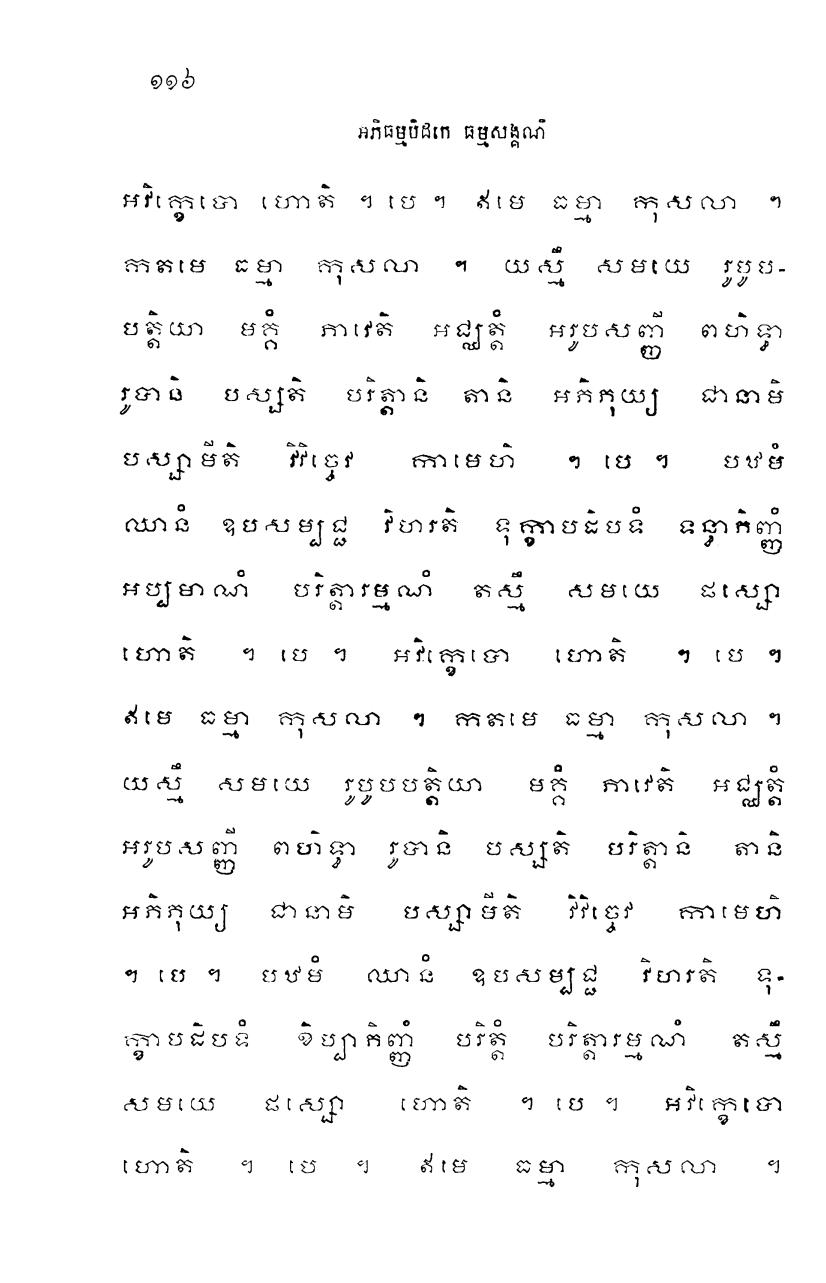 ១១៦
អភិធម្មបិដកេ ធម្មសង្គណី
អវិក្ខេបោ ហោតិ ។ បេ ។ ឥមេ ធម្មា កុសលា ។
កតមេ ធម្មា កុសលា ។ យស្មឹ សមយេ រូបូប-
បត្តិយា មគ្គំ ភាវេតិ អជ្ឈត្តំ អរូបសញ្ញី ពហិទ្ធា
រូបានិ បស្សតិ បរិត្តានិ តានិ អភិភុយ្យ ជានាមិ
បស្សាមីតិ វិវិច្ចេវ កាមេហិ ។ បេ ។ បឋមំ
ឈានំ ឧបសម្បជ្ជ វិហរតិ ទុក្ខាបដិបទំ ទន្ធាភិញ្ញំ
អប្បមាណំ បរិត្តារម្មណំ តស្មឹ សមយេ ផស្សោ
ហោតិ ។ បេ ។ អវិក្ខេបោ ហោតិ ។ បេ ។
ឥមេ ធម្មា កុសលា ។ កតមេ ធម្មា កុសលា ។
យស្មឹ សមយេ រូបូបបត្តិយា មគ្គំ ភាវេតិ អជ្ឈត្តំ
អរូបសញ្ញី ពហិទ្ធា រូបានិ បស្សតិ បរិត្តានិ តានិ
អភិភុយ្យ ជានាមិ បស្សាមីតិ វិវិច្ចេវ កាមេហិ
។ បេ ។ បឋមំ ឈានំ ឧបសម្បជ្ជ វិហរតិ ទុ-
ក្ខាបដិបទំ ខិប្បាភិញ្ញំ បរិត្តំ បរិត្តារម្មណំ តស្មឹ
សមយេ ផស្សោ ហោតិ ។ បេ ។ អវិក្ខេបោ
ហោតិ ។ បេ ។ ឥមេ ធម្មា កុសលា ។